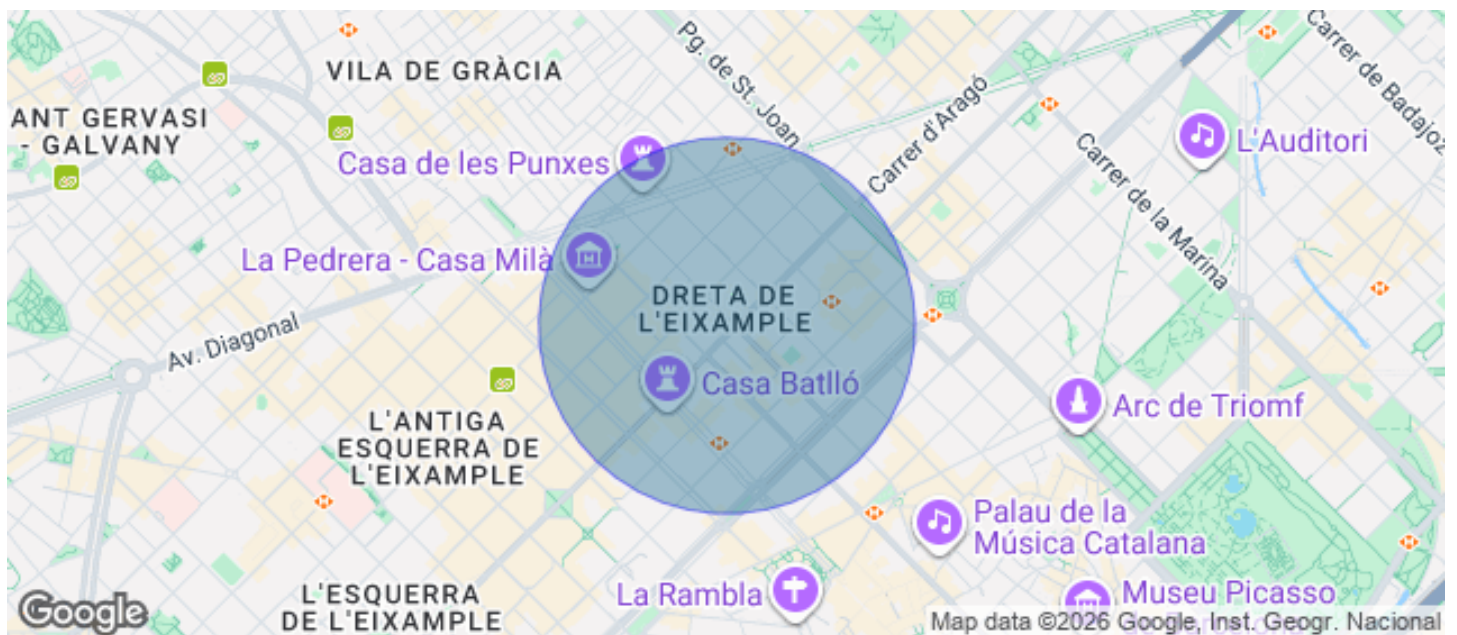 VILA DE GRÀCIA
Pg. de St. Joan
Carrer d'Aragó
Carrer de Badajoz
ANT GERVASI
- GALVANY
Casa de les Punxes
L'Auditori
Carrer de la Marina
La Pedrera - Casa Milà
DRETA DE
L'EIXAMPLE
Av. Diagonal
Casa Batlló
Arc de Triomf
L'ANTIGA
ESQUERRA DE
L'EIXAMPLE
Palau de la
Música Catalana
L'ESQUERRA
DE L'EIXAMPLE
La Rambla
Museu Picasso
Google
Map data ©2026 Google, Inst. Geogr. Nacional